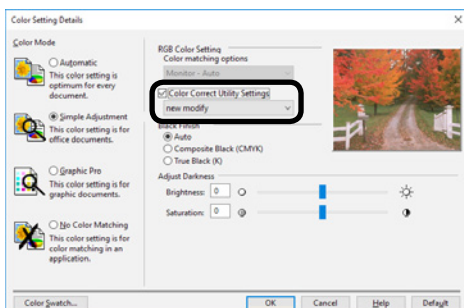 Color Setting Details
Color Mode
Automatic
This color setting is
optimum for every
document.
Simple Adjustment
This color setting is for
office documents.
Graphic Pro
This color setting is for
graphic documents.
No Color Matching
This color setting is for
color matching in an
application.
Color Swatch...
RGB Color Setting
Color matching options
Monitor - Auto
Color Correct Utility Settings
new modify
Black Finish
Auto
Composite Black (CMYK)
True Black (K)
Adjust Darkness
Brightness: 0
Saturation: 0
OK
Cancel
Help
Default